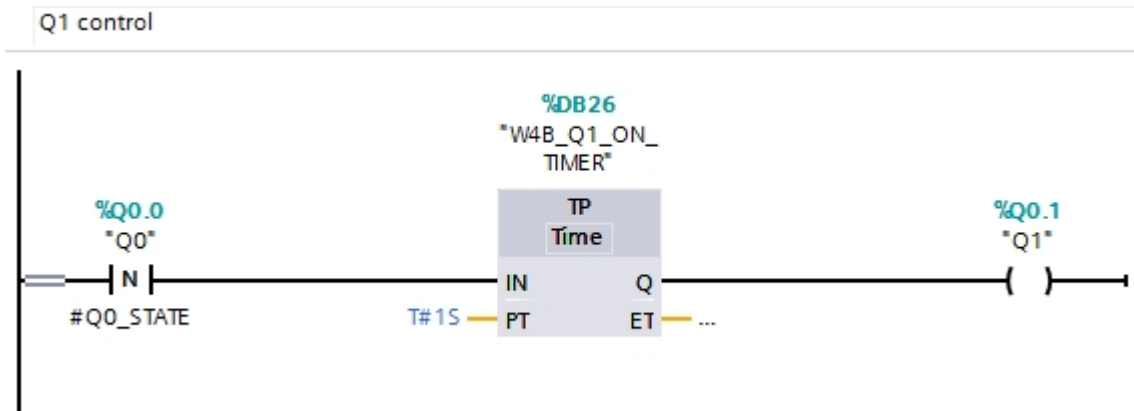 Q1 control
%DB26
"W4B_Q1_ON_
TIMER"
%Q0.0
"Q0"
N
#Q0_STATE
TP
Time
IN
Q
T#1S
PT
ET
...
%Q0.1
"Q1"
( )